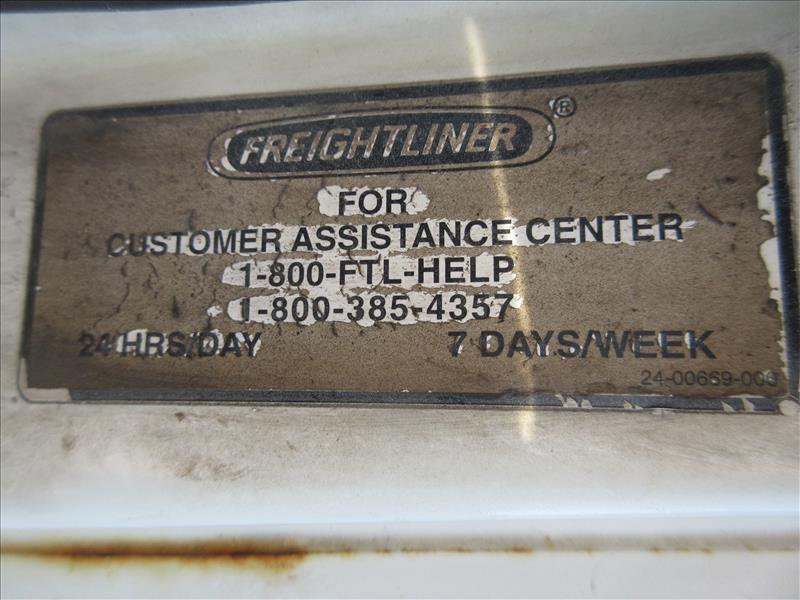 FREIGHTLINER ®
FOR
CUSTOMER ASSISTANCE CENTER
1-800-FTL-HELP
1-800-385-4357
24 HRS/DAY 7 DAYS/WEEK
24-00659-000